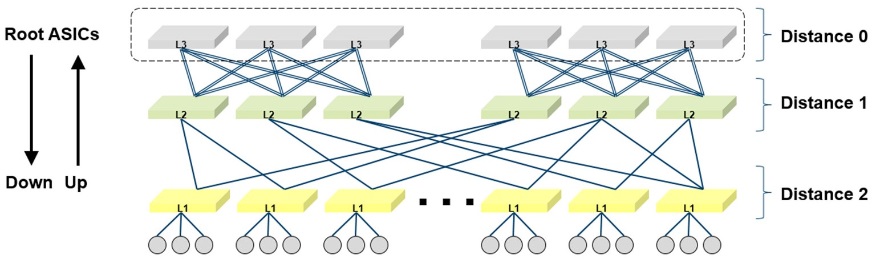 Root ASICs
L3 L3 L3 L3 L3 L3
Distance 0
L2 L2 L2 L2 L2 L2
Distance 1
Down Up
L1 L1 L1 L1 L1 L1
Distance 2